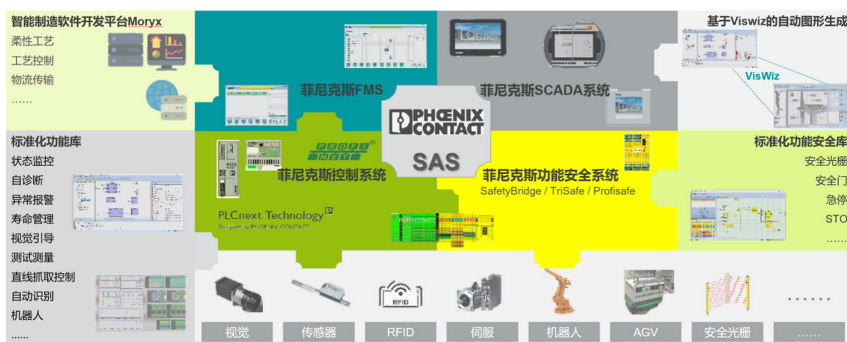 智能制造软件开发平台Moryx
柔性工艺
工艺控制
物流传输
……
菲尼克斯FMS
菲尼克斯SCADA系统
基于Viswiz的自动图形生成
VisWiz
PHŒNIX
CONTACT
SAS
标准化功能库
状态监控
自诊断
异常报警
寿命管理
视觉引导
测试测量
直线抓取控制
自动识别
机器人
......
PROFI
NET
菲尼克斯控制系统
PLCnext Technology
Designed by PHOENIX CONTACT
菲尼克斯功能安全系统
SafetyBridge / TriSafe / Profisafe
标准化功能安全库
安全光栅
安全门
急停
STO
......
RFID
......
视觉
传感器
RFID
伺服
机器人
AGV
安全光栅
......